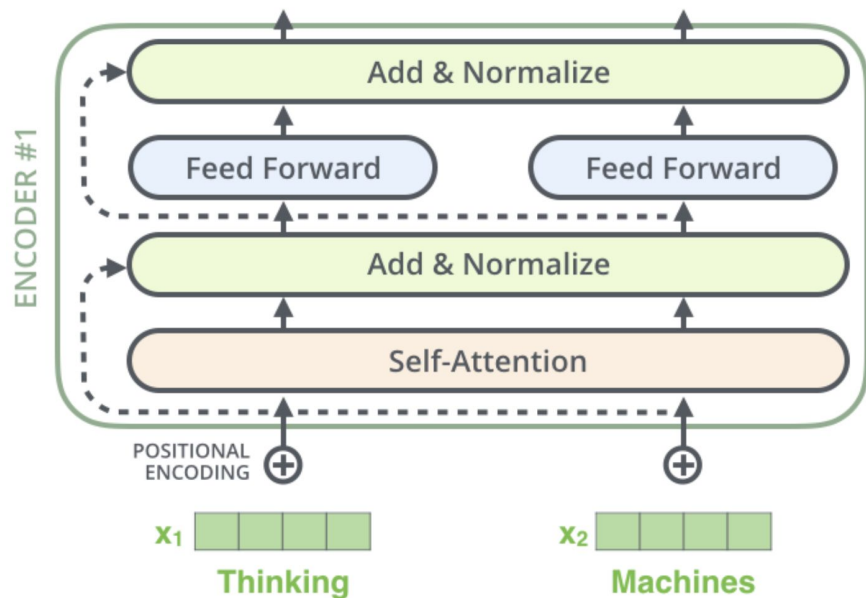 ENCODER #1
Add & Normalize
Feed Forward
Feed Forward
Add & Normalize
Self-Attention
POSITIONAL
ENCODING
x₁
x₂
Thinking
Machines